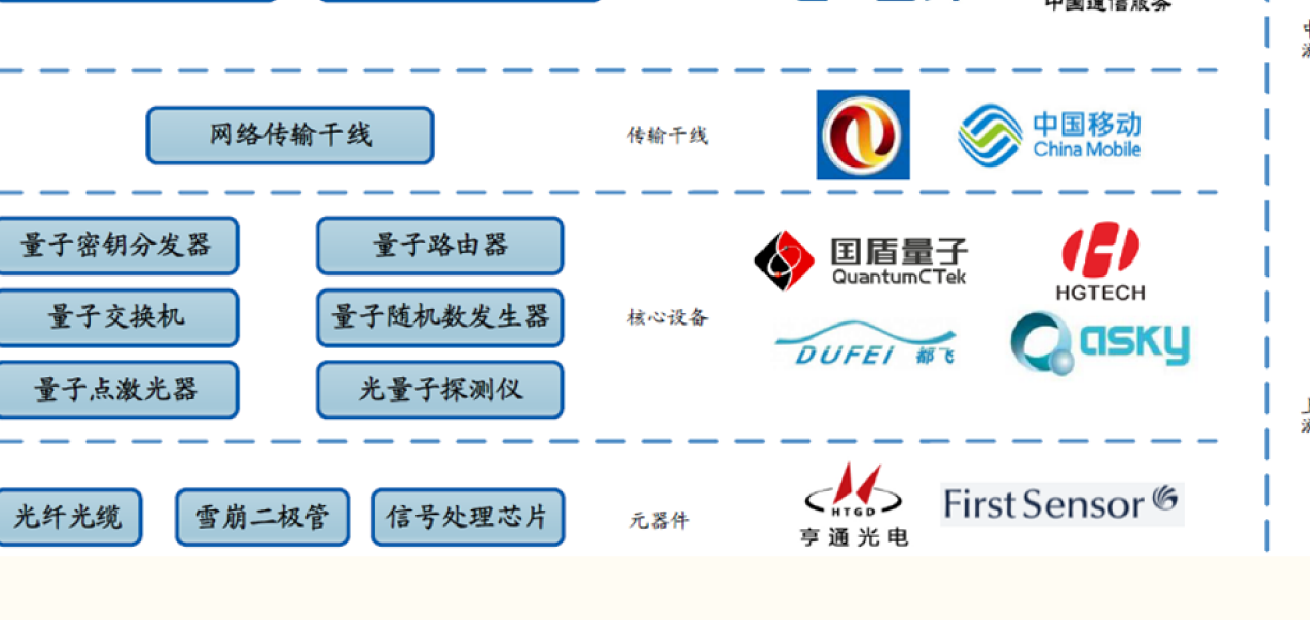 中国通信服务
网络传输干线
传输干线
中国移动
China Mobile
量子密钥分发器
量子路由器
国盾量子
QuantumCTek
HGTECH
量子交换机
量子随机数发生器
核心设备
DUFEI 都飞
asky
量子点激光器
光量子探测仪
光纤光缆
雪崩二极管
信号处理芯片
元器件
HTGD
亨通光电
First Sensor